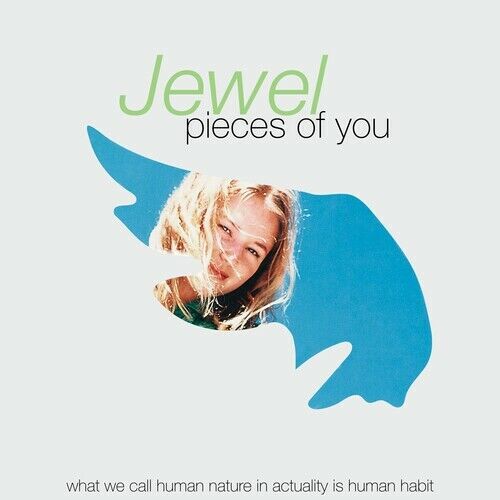 Jewel
pieces of you
what we call human nature in actuality is human habit